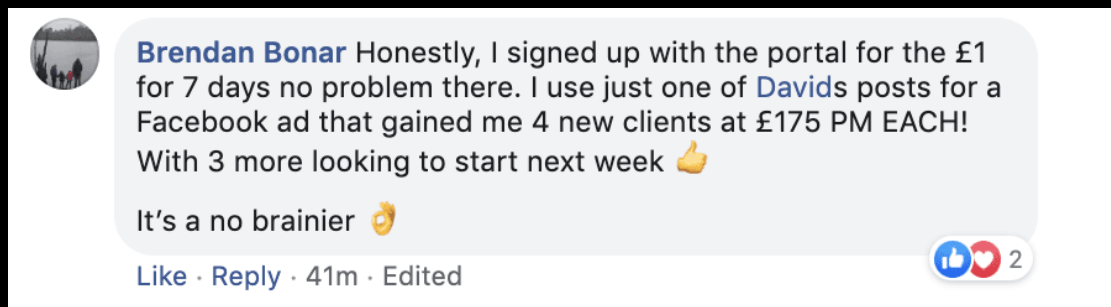 Brendan Bonar Honestly, I signed up with the portal for the £1
for 7 days no problem there. I use just one of Davids posts for a
Facebook ad that gained me 4 new clients at £175 PM EACH!
With 3 more looking to start next week 👍
It's a no brainier 👌
2
Like · Reply · 41m · Edited